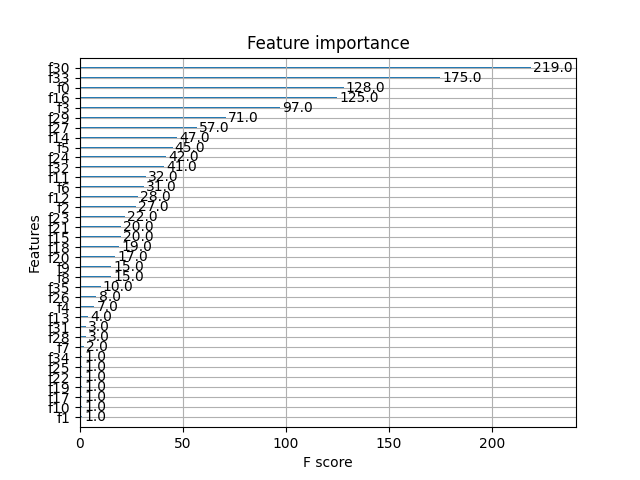 Feature importance
f30 219.0
f33 175.0
f0 128.0
f16 125.0
f3 97.0
f29 71.0
f27 57.0
f14 47.0
f5 45.0
f24 42.0
f32 41.0
f11 32.0
f6 31.0
f12 28.0
f2 27.0
f23 22.0
f21 20.0
f15 20.0
f18 19.0
f20 17.0
f9 15.0
f8 15.0
f35 10.0
f26 8.0
f4 7.0
f13 4.0
f31 3.0
f28 3.0
f7 2.0
f34 1.0
f25 1.0
f22 1.0
f19 1.0
f17 1.0
f10 1.0
f1 1.0
Features
0 50 100 150 200
F score